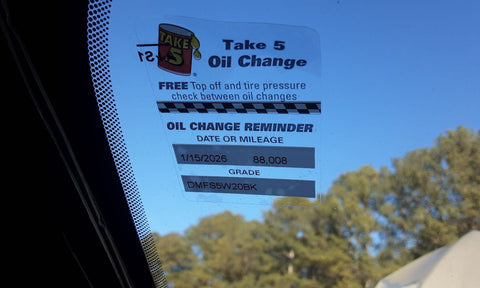 TAKE
5
Take 5
Oil Change
FREE Top off and tire pressure
check between oil changes
OIL CHANGE REMINDER
DATE OR MILEAGE
1/15/2026 88,008
GRADE
DMFS5W20BK